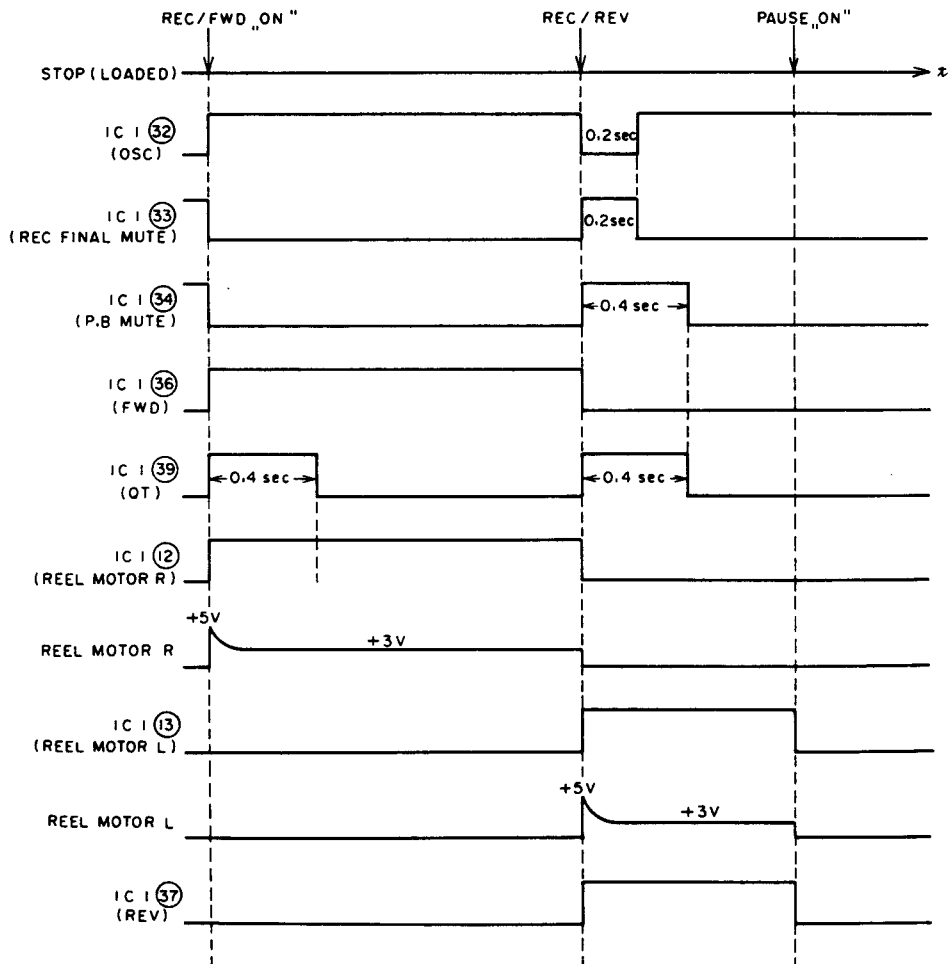 REC/FWD „ON"
REC/REV
PAUSE „ON"
STOP (LOADED)
t
IC 1 32
(OSC)
0.2sec
IC 1 33
(REC FINAL MUTE)
0.2sec
IC 1 34
(P.B MUTE)
0.4 sec
IC 1 36
(FWD)
IC 1 39
(QT)
0.4 sec
0.4 sec
IC 1 12
(REEL MOTOR R)
+5V
REEL MOTOR R
+3V
IC 1 13
(REEL MOTOR L)
+5V
REEL MOTOR L
+3V
IC 1 37
(REV)